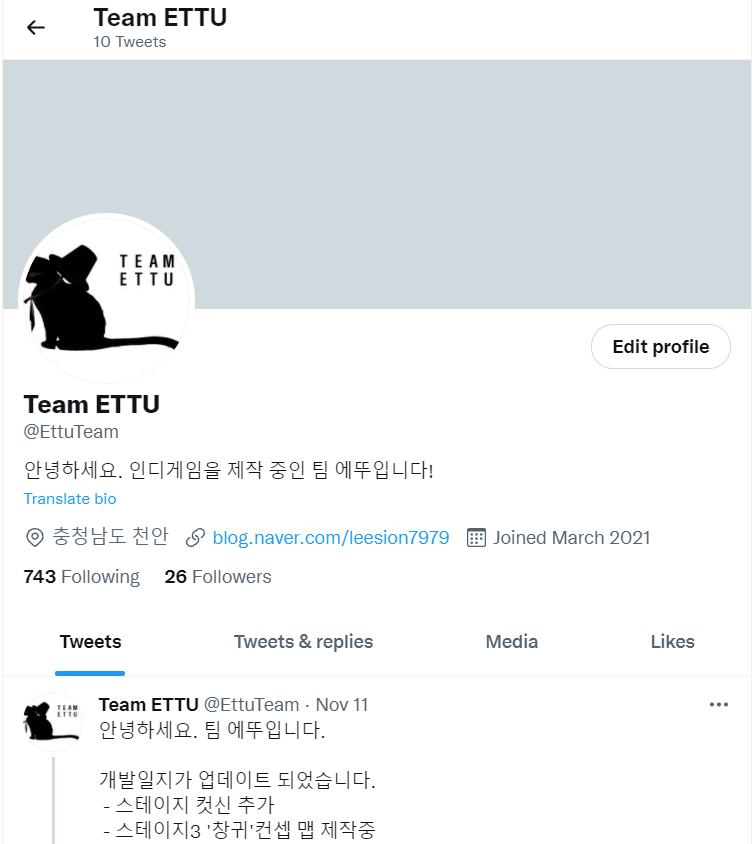 Team ETTU
10 Tweets
TEAM
ETTU
Edit profile
Team ETTU
@EttuTeam
안녕하세요. 인디게임을 제작 중인 팀 에뚜입니다!
Translate bio
충청남도 천안 blog.naver.com/leesion7979 Joined March 2021
743 Following 26 Followers
Tweets Tweets & replies Media Likes
TEAM
ETTU
Team ETTU @EttuTeam · Nov 11
안녕하세요. 팀 에뚜입니다.
개발일지가 업데이트 되었습니다.
- 스테이지 컷신 추가
- 스테이지3 '창귀'컨셉 맵 제작중